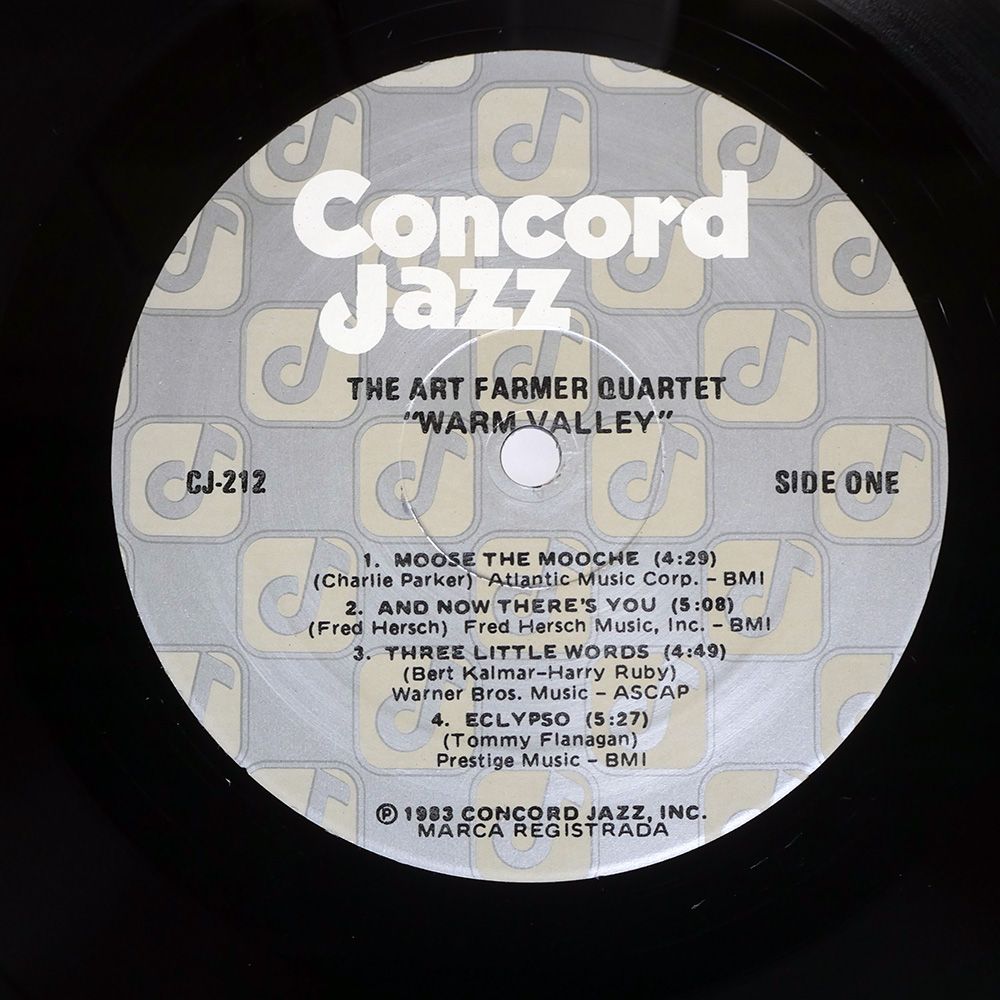 Concord
Jazz
THE ART FARMER QUARTET
"WARM VALLEY"
CJ-212
SIDE ONE
1. MOOSE THE MOOCHE (4:29)
(Charlie Parker) Atlantic Music Corp. – BMI
2. AND NOW THERE'S YOU (5:08)
(Fred Hersch) Fred Hersch Music, Inc. – BMI
3. THREE LITTLE WORDS (4:49)
(Bert Kalmar–Harry Ruby)
Warner Bros. Music – ASCAP
4. ECLYPSO (5:27)
(Tommy Flanagan)
Prestige Music – BMI
℗ 1983 CONCORD JAZZ, INC.
MARCA REGISTRADA